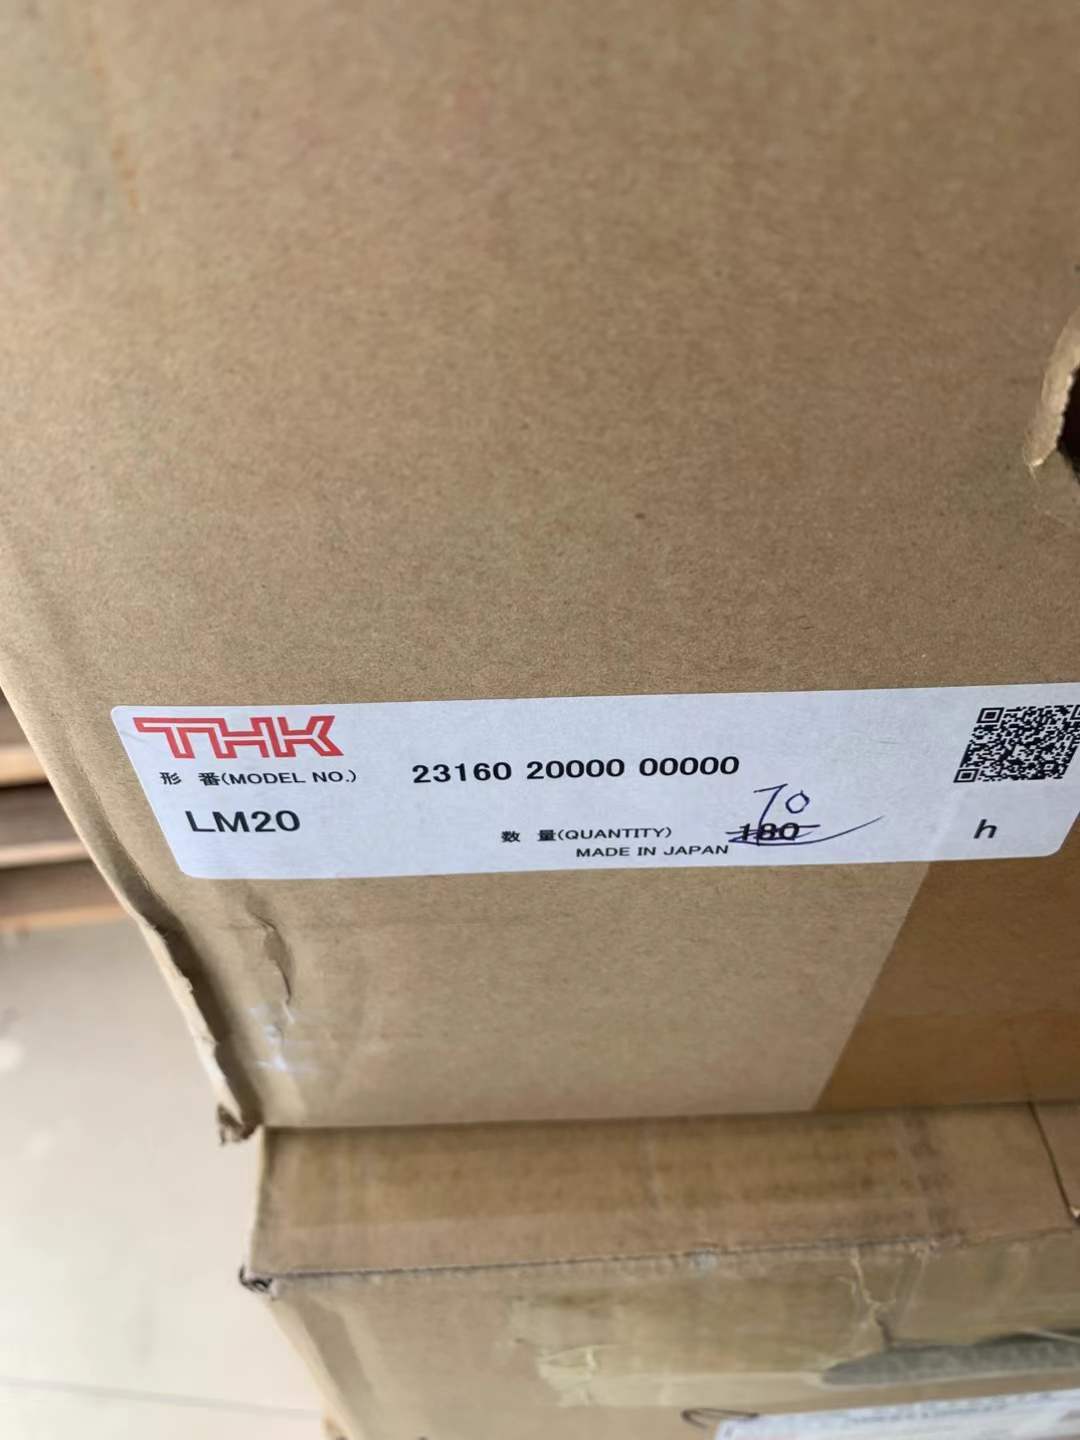 THK
形 番(MODEL NO.) 23160 20000 00000
LM20
70
数 量(QUANTITY) 180 h
MADE IN JAPAN